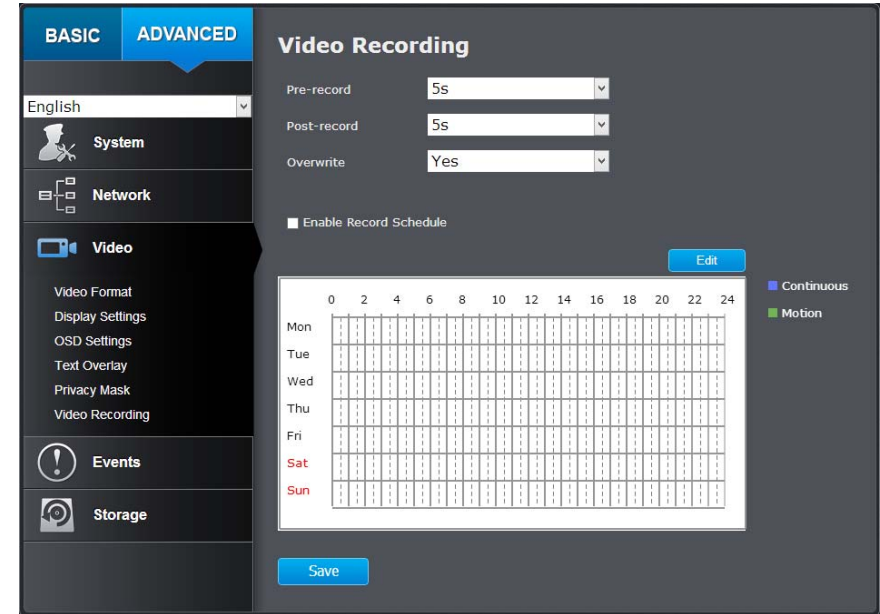 BASIC
ADVANCED
English
System
Network
Video
Video Format
Display Settings
OSD Settings
Text Overlay
Privacy Mask
Video Recording
Events
Storage
Video Recording
Pre-record 5s
Post-record 5s
Overwrite Yes
Enable Record Schedule
Edit
0 2 4 6 8 10 12 14 16 18 20 22 24
Mon
Tue
Wed
Thu
Fri
Sat
Sun
Continuous
Motion
Save